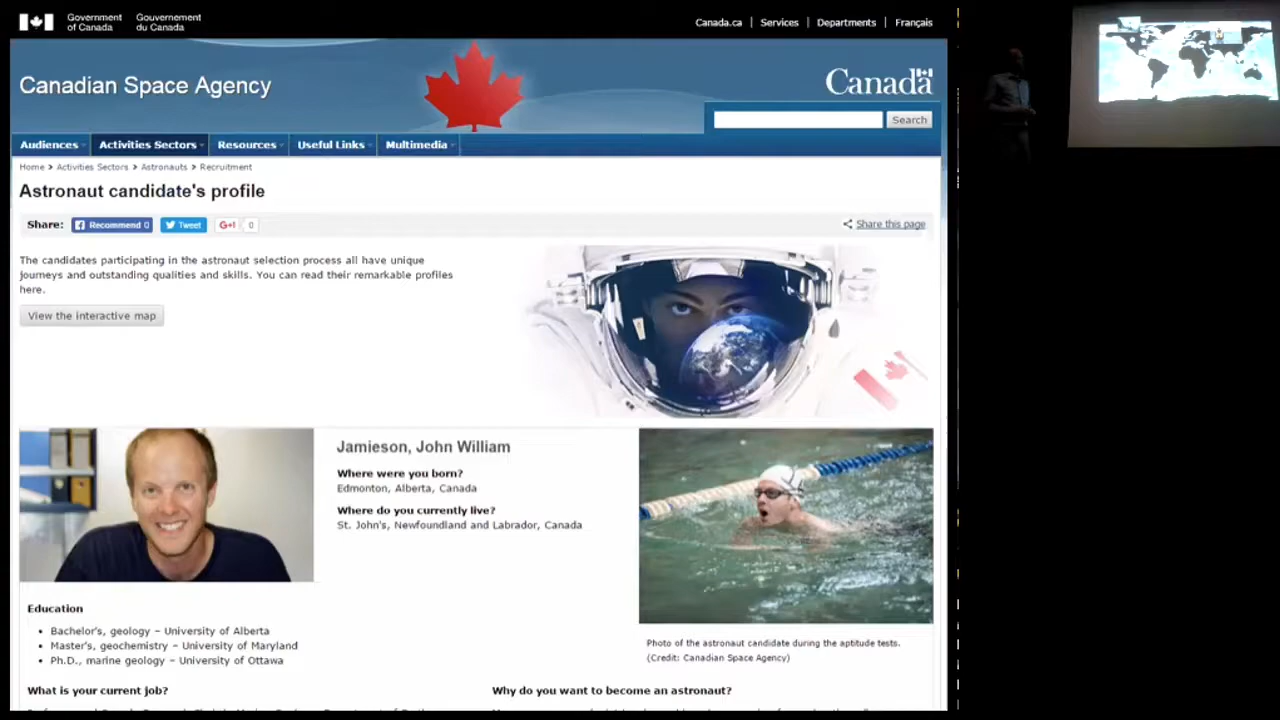 Government
of Canada
Gouvernement
du Canada
Canada.ca | Services | Departments | Français
Canadian Space Agency
Canada
Search
Audiences
Activities Sectors
Resources
Useful Links
Multimedia
Home > Activities Sectors > Astronauts > Recruitment
Astronaut candidate's profile
Share:
Recommend 0
Tweet
G+1
0
Share this page
The candidates participating in the astronaut selection process all have unique
journeys and outstanding qualities and skills. You can read their remarkable profiles
here.
View the interactive map
Jamieson, John William
Where were you born?
Edmonton, Alberta, Canada
Where do you currently live?
St. John's, Newfoundland and Labrador, Canada
Education
• Bachelor's, geology – University of Alberta
• Master's, geochemistry – University of Maryland
• Ph.D., marine geology – University of Ottawa
Photo of the astronaut candidate during the aptitude tests.
(Credit: Canadian Space Agency)
What is your current job?
Why do you want to become an astronaut?